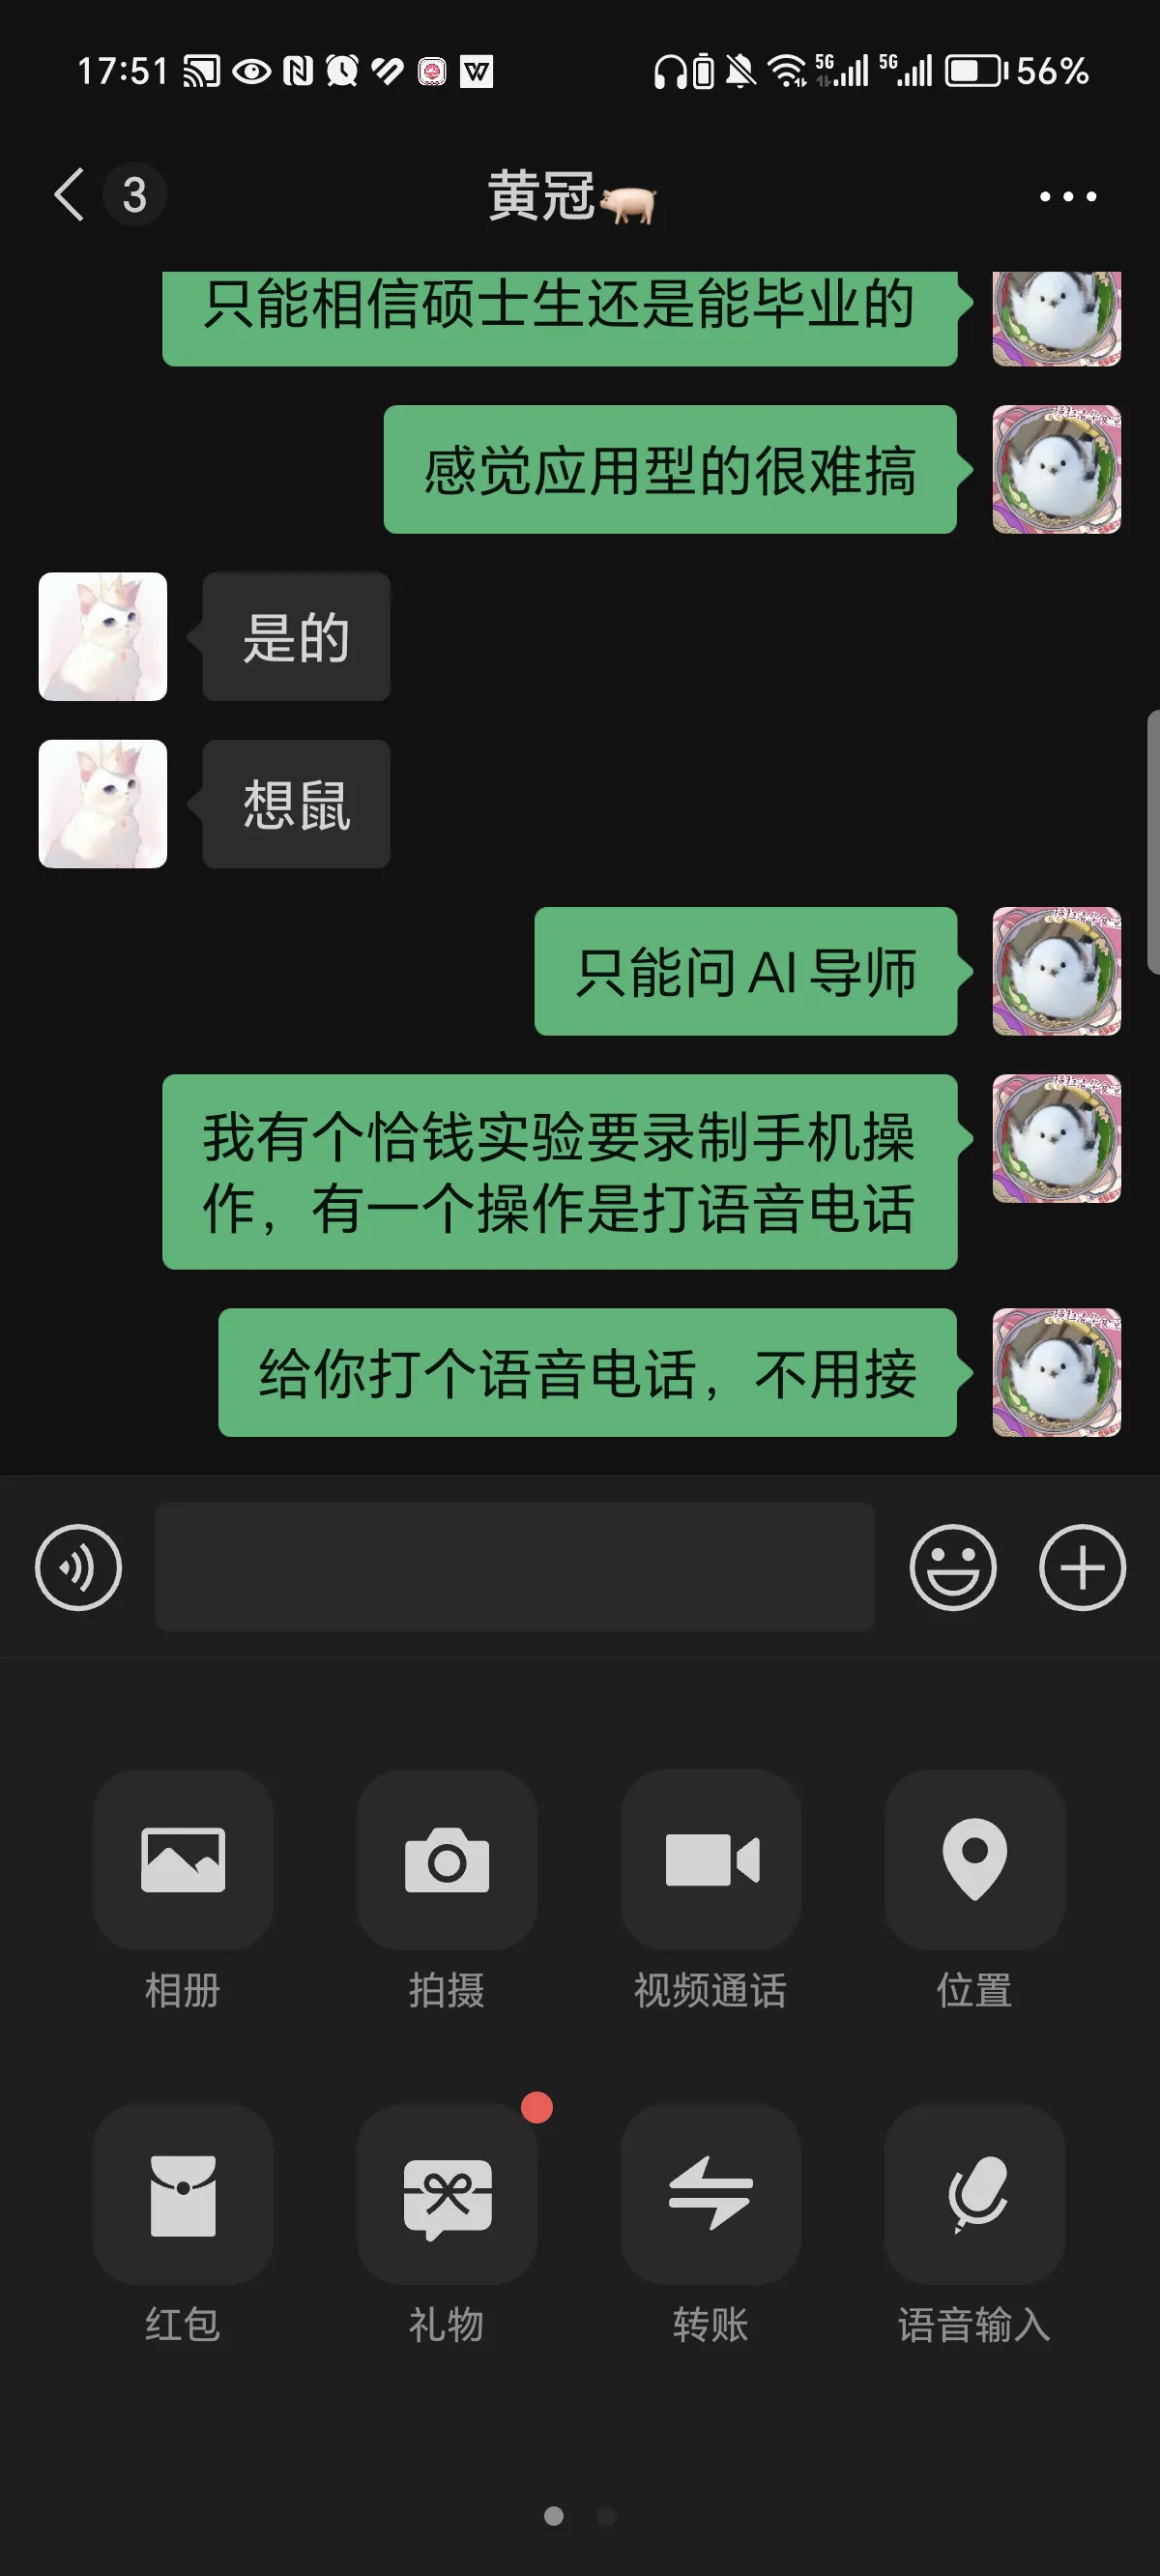 17:51
5G
5G
56%
3
黄冠
只能相信硕士生还是能毕业的
感觉应用型的很难搞
是的
想鼠
只能问 AI 导师
我有个恰钱实验要录制手机操
作，有一个操作是打语音电话
给你打个语音电话，不用接
相册
拍摄
视频通话
位置
红包
礼物
转账
语音输入